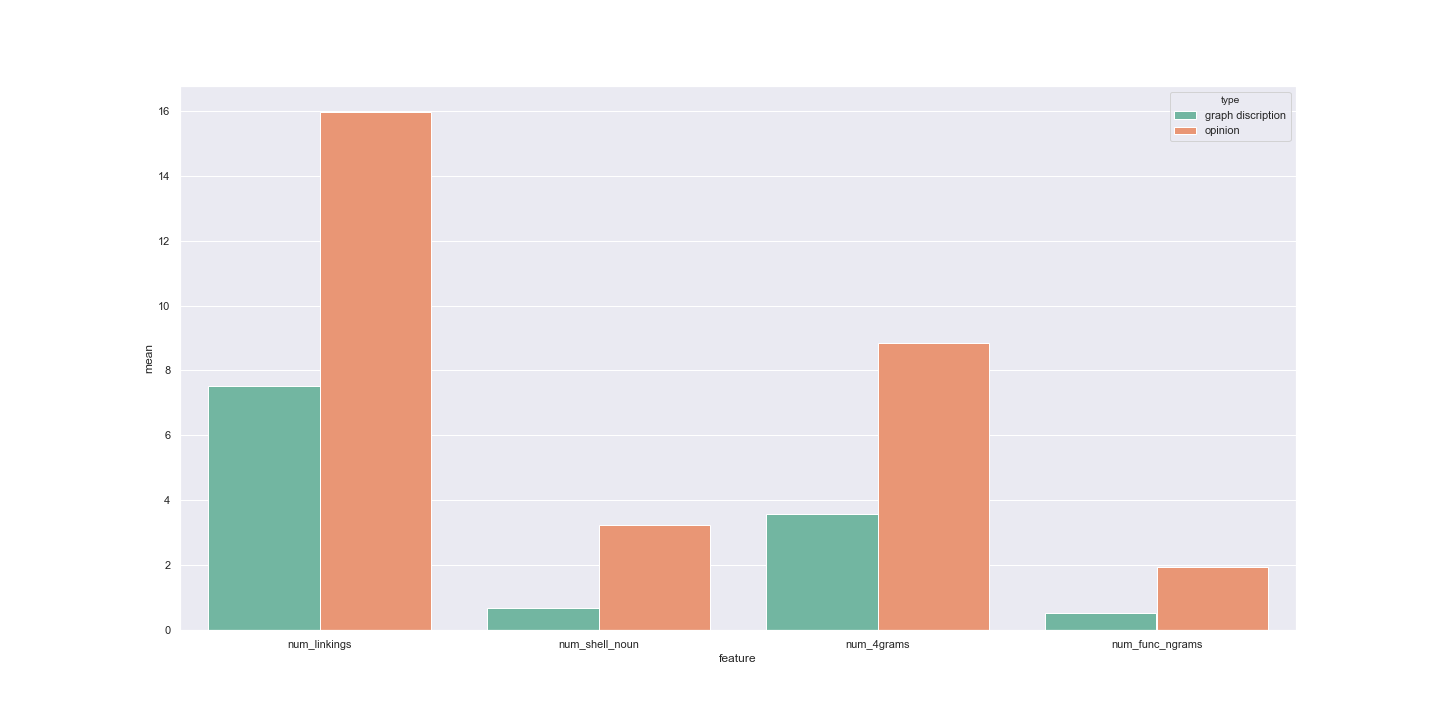 type
graph discription
opinion
16
14
12
10
8
6
4
2
0
mean
num_linkings num_shell_noun num_4grams num_func_ngrams
feature